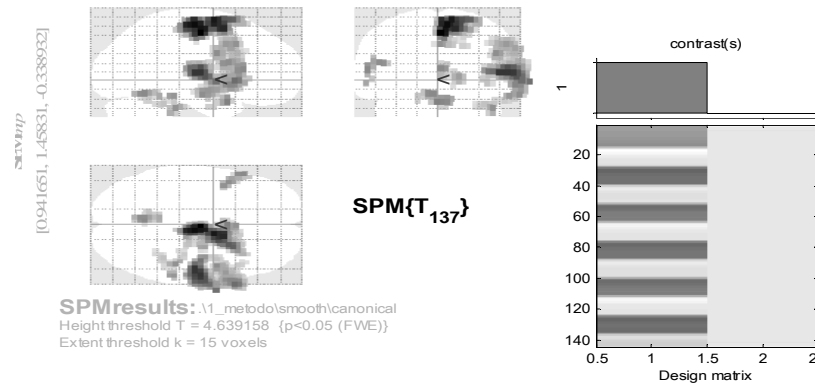 contrast(s)
1
[0.941651, 1.45831, -0.338932]
<
<
<
SPM{T137}
20
40
60
80
100
120
140
0.5 1 1.5 2 2
Design matrix
SPMresults: .\1_metodo\smooth\canonical
Height threshold T = 4.639158 {p<0.05 (FWE)}
Extent threshold k = 15 voxels